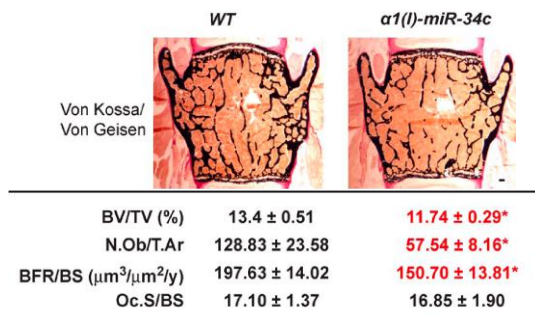 WT α1(I)-miR-34c
Von Kossa/
Von Geisen
BV/TV (%) 13.4 ± 0.51 11.74 ± 0.29*
N.Ob/T.Ar 128.83 ± 23.58 57.54 ± 8.16*
BFR/BS (μm³/μm²/y) 197.63 ± 14.02 150.70 ± 13.81*
Oc.S/BS 17.10 ± 1.37 16.85 ± 1.90